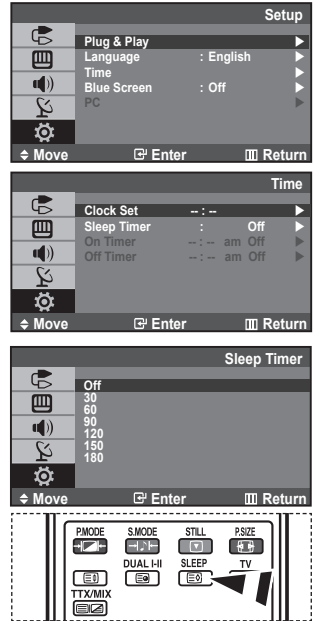 Setup
Plug & Play
Language : English
Time
Blue Screen : Off
PC
Move Enter Return
Time
Clock Set -- : --
Sleep Timer : Off
On Timer -- : -- am Off
Off Timer -- : -- am Off
Move Enter Return
Sleep Timer
Off
30
60
90
120
150
180
Move Enter Return
P.MODE S.MODE STILL P.SIZE
DUAL I-II SLEEP TV
TTX/MIX